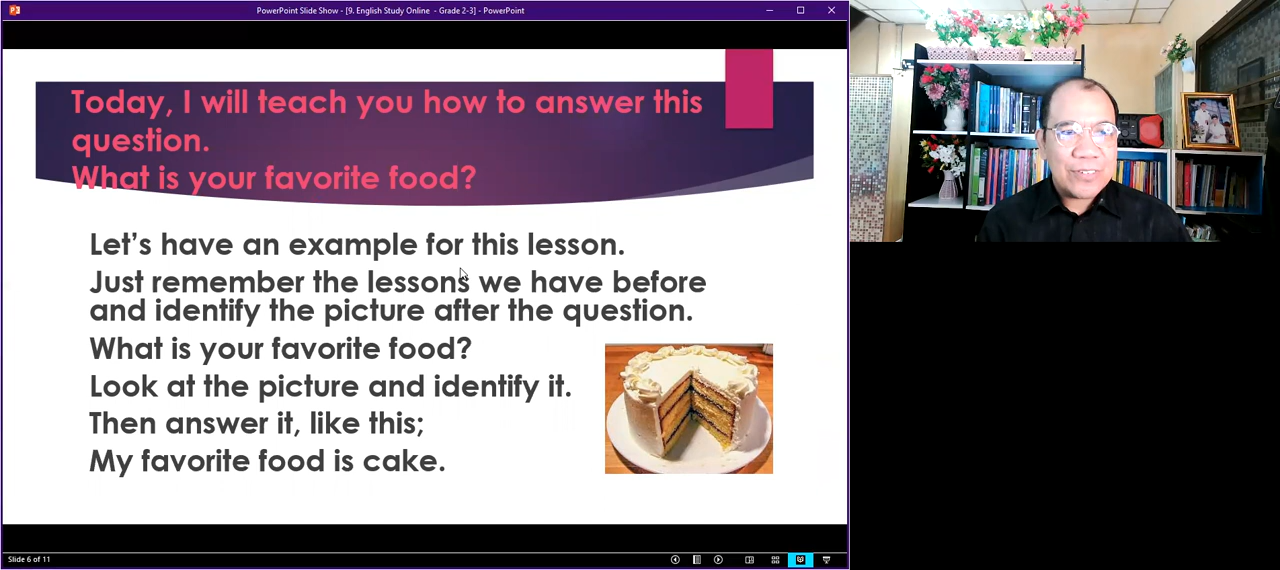 PowerPoint Slide Show - [9. English Study Online - Grade 2-3] - PowerPoint
Today, I will teach you how to answer this
question.
What is your favorite food?
Let's have an example for this lesson.
Just remember the lessons we have before
and identify the picture after the question.
What is your favorite food?
Look at the picture and identify it.
Then answer it, like this;
My favorite food is cake.
Slide 6 of 11